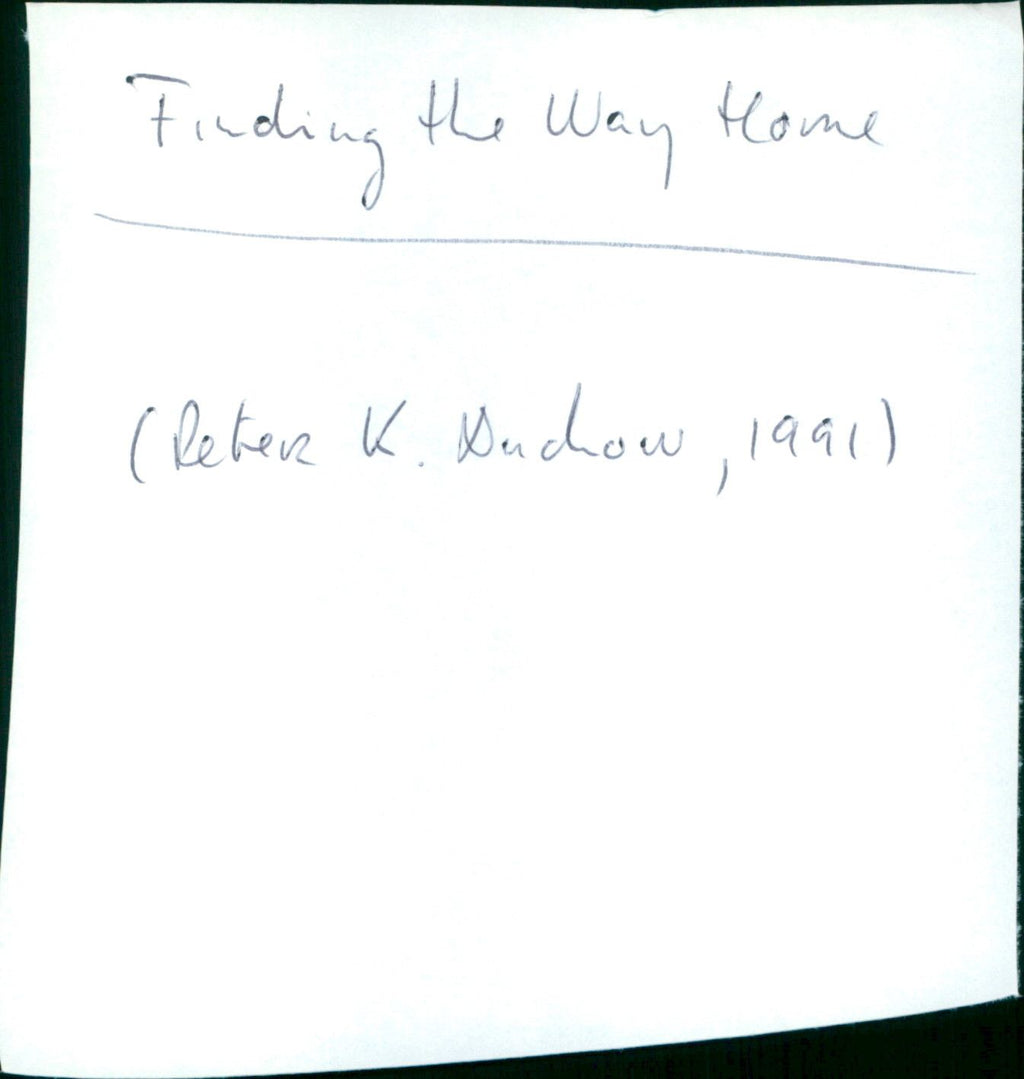 Finding the Way Home
(Peter K. Duchow, 1991)